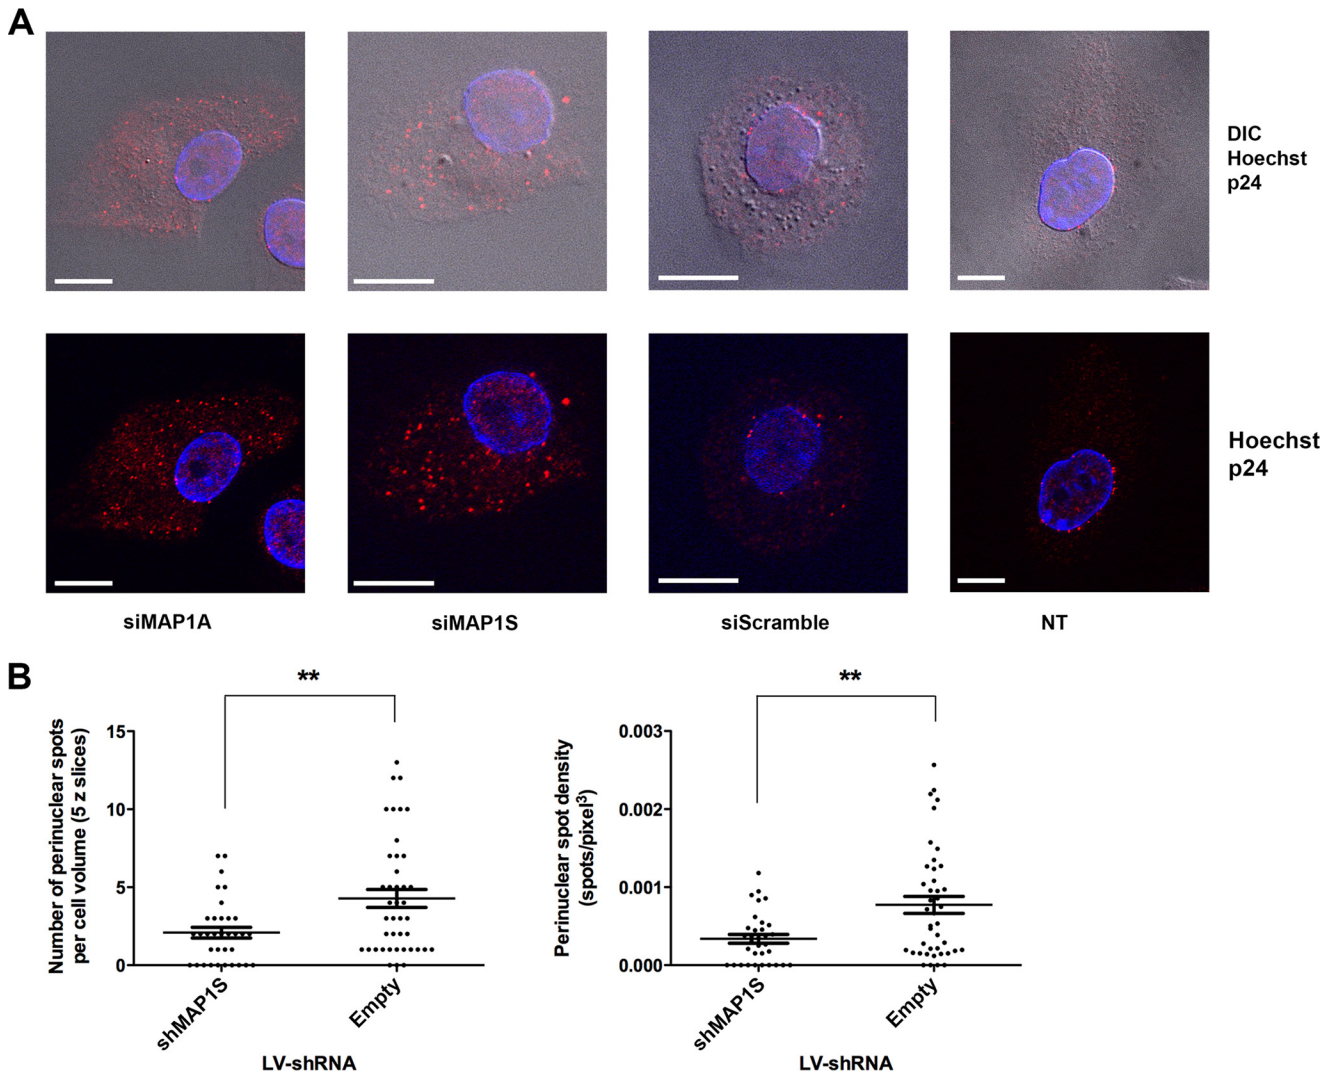 A
DIC
Hoechst
p24
Hoechst
p24
siMAP1A
siMAP1S
siScramble
NT
B
**
Number of perinuclear spots
per cell volume (5 z slices)
15
10
5
0
shMAP1S
Empty
LV-shRNA
**
Perinuclear spot density
(spots/pixel³)
0.003
0.002
0.001
0.000
shMAP1S
Empty
LV-shRNA